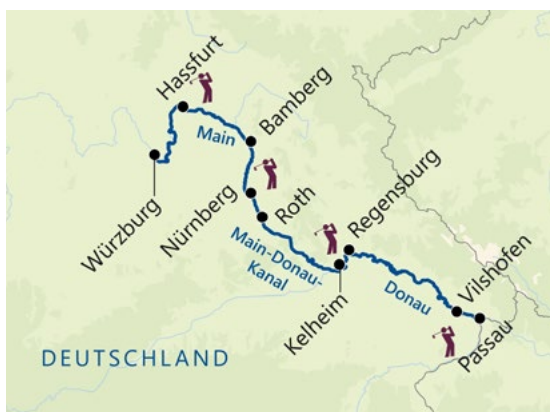 Hassfurt
Main
Bamberg
Würzburg
Nürnberg
Roth
Regensburg
Main-Donau-
Kanal
Kelheim
Donau
Vilshofen
Passau
DEUTSCHLAND